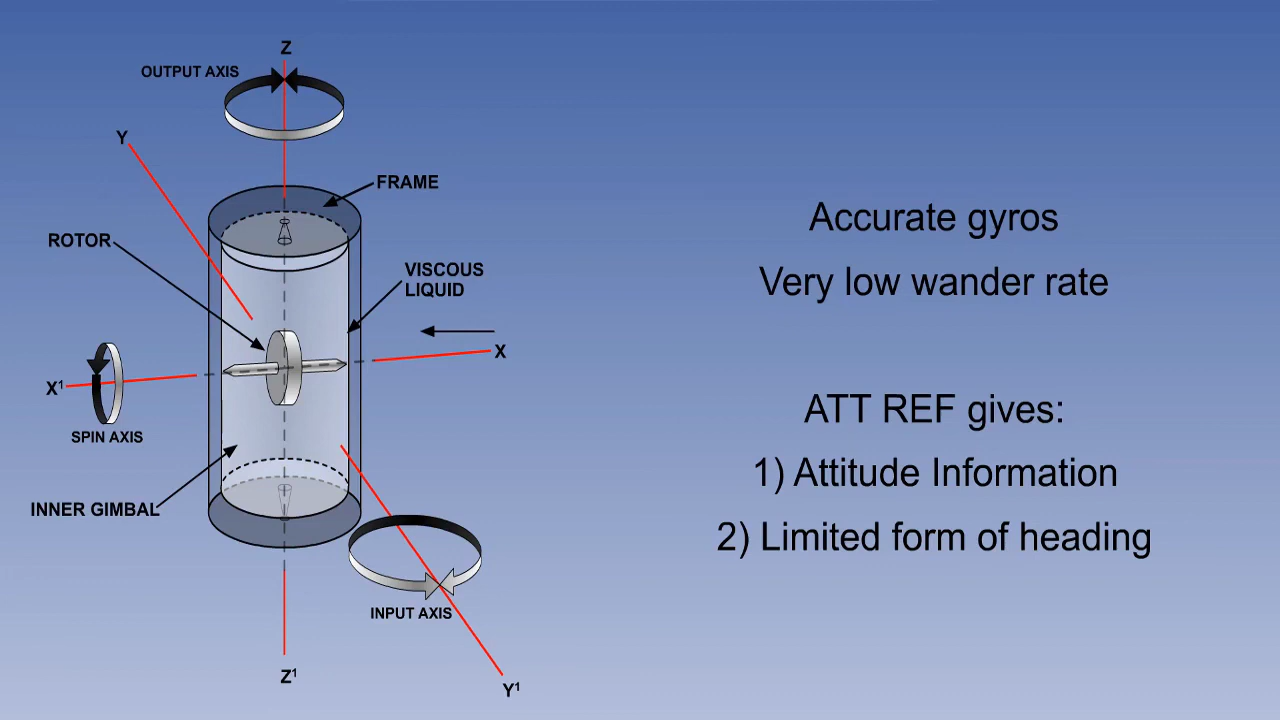 Z
OUTPUT AXIS
Y
FRAME
ROTOR
VISCOUS
LIQUID
X
X¹
SPIN AXIS
INNER GIMBAL
INPUT AXIS
Z¹
Y¹
Accurate gyros
Very low wander rate
ATT REF gives:
1) Attitude Information
2) Limited form of heading